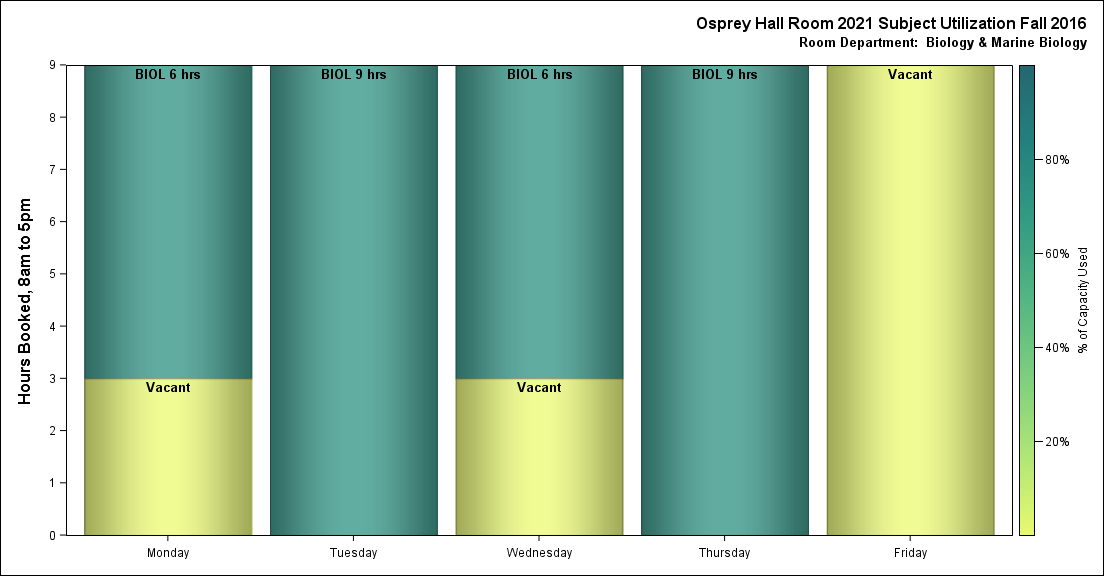 Osprey Hall Room 2021 Subject Utilization Fall 2016
Room Department:  Biology & Marine Biology
Hours Booked, 8am to 5pm
9
8
7
6
5
4
3
2
1
0
BIOL 6 hrs
BIOL 9 hrs
BIOL 6 hrs
BIOL 9 hrs
Vacant
Vacant
Vacant
Monday
Tuesday
Wednesday
Thursday
Friday
80%
60%
40%
20%
% of Capacity Used